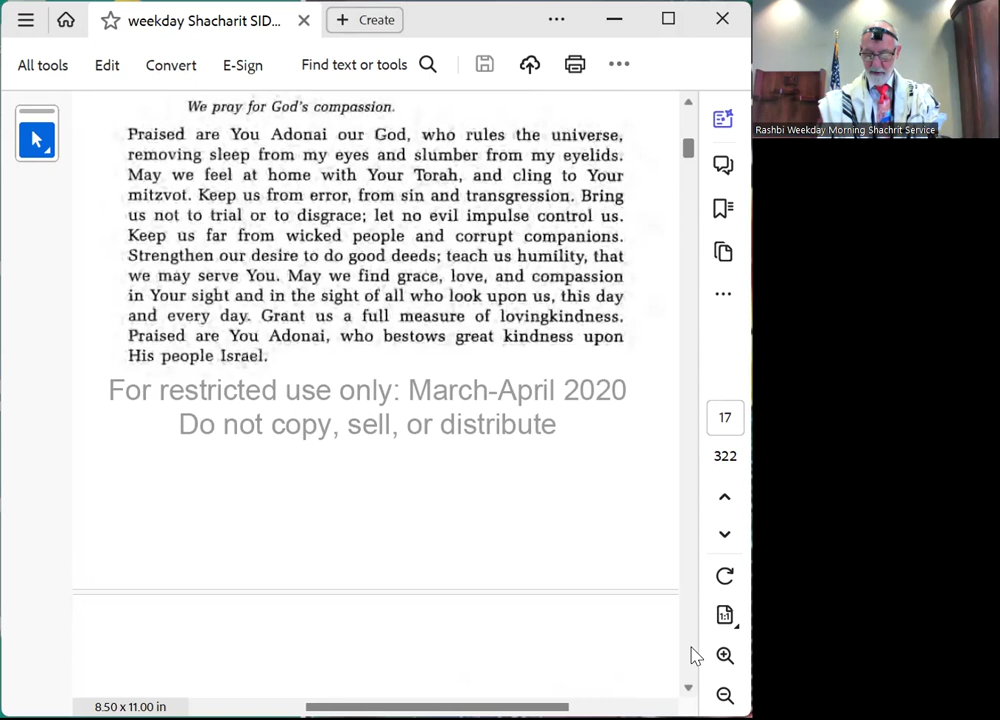 weekday Shacharit SID...
Create
All tools
Edit
Convert
E-Sign
Find text or tools
We pray for God's compassion.
Praised are You Adonai our God, who rules the universe,
removing sleep from my eyes and slumber from my eyelids.
May we feel at home with Your Torah, and cling to Your
mitzvot. Keep us from error, from sin and transgression. Bring
us not to trial or to disgrace; let no evil impulse control us.
Keep us far from wicked people and corrupt companions.
Strengthen our desire to do good deeds; teach us humility, that
we may serve You. May we find grace, love, and compassion
in Your sight and in the sight of all who look upon us, this day
and every day. Grant us a full measure of lovingkindness.
Praised are You Adonai, who bestows great kindness upon
His people Israel.
For restricted use only: March-April 2020
Do not copy, sell, or distribute
17
322
1:1
8.50 x 11.00 in
Rashbi Weekday Morning Shachrit Service